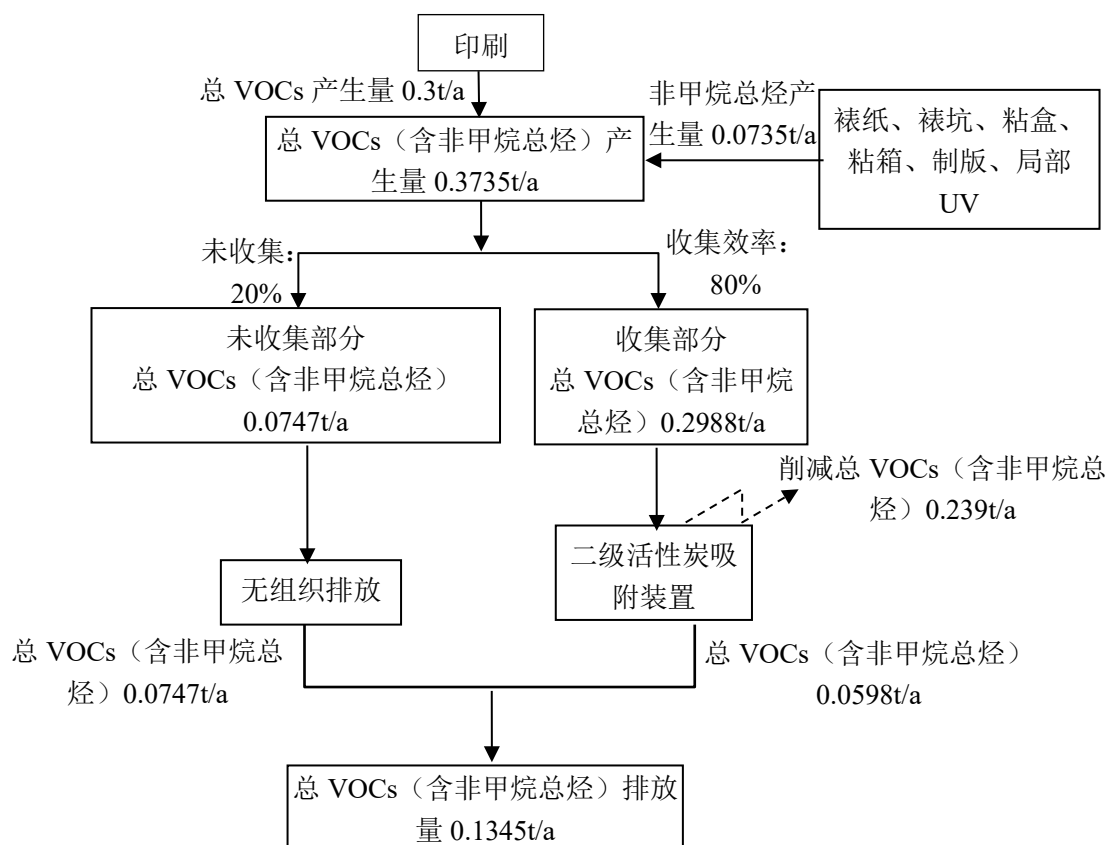 印刷
总 VOCs 产生量 0.3t/a
非甲烷总烃产
生量 0.0735t/a
裱纸、裱坑、粘盒、
粘箱、制版、局部
UV
总 VOCs（含非甲烷总烃）产
生量 0.3735t/a
未收集：
20%
收集效率：
80%
未收集部分
总 VOCs（含非甲烷总烃）
0.0747t/a
收集部分
总 VOCs（含非甲烷
总烃）0.2988t/a
削减总 VOCs（含非甲烷总
烃）0.239t/a
无组织排放
二级活性炭吸
附装置
总 VOCs（含非甲烷总
烃）0.0747t/a
总 VOCs（含非甲烷总烃）
0.0598t/a
总 VOCs（含非甲烷总烃）排放
量 0.1345t/a